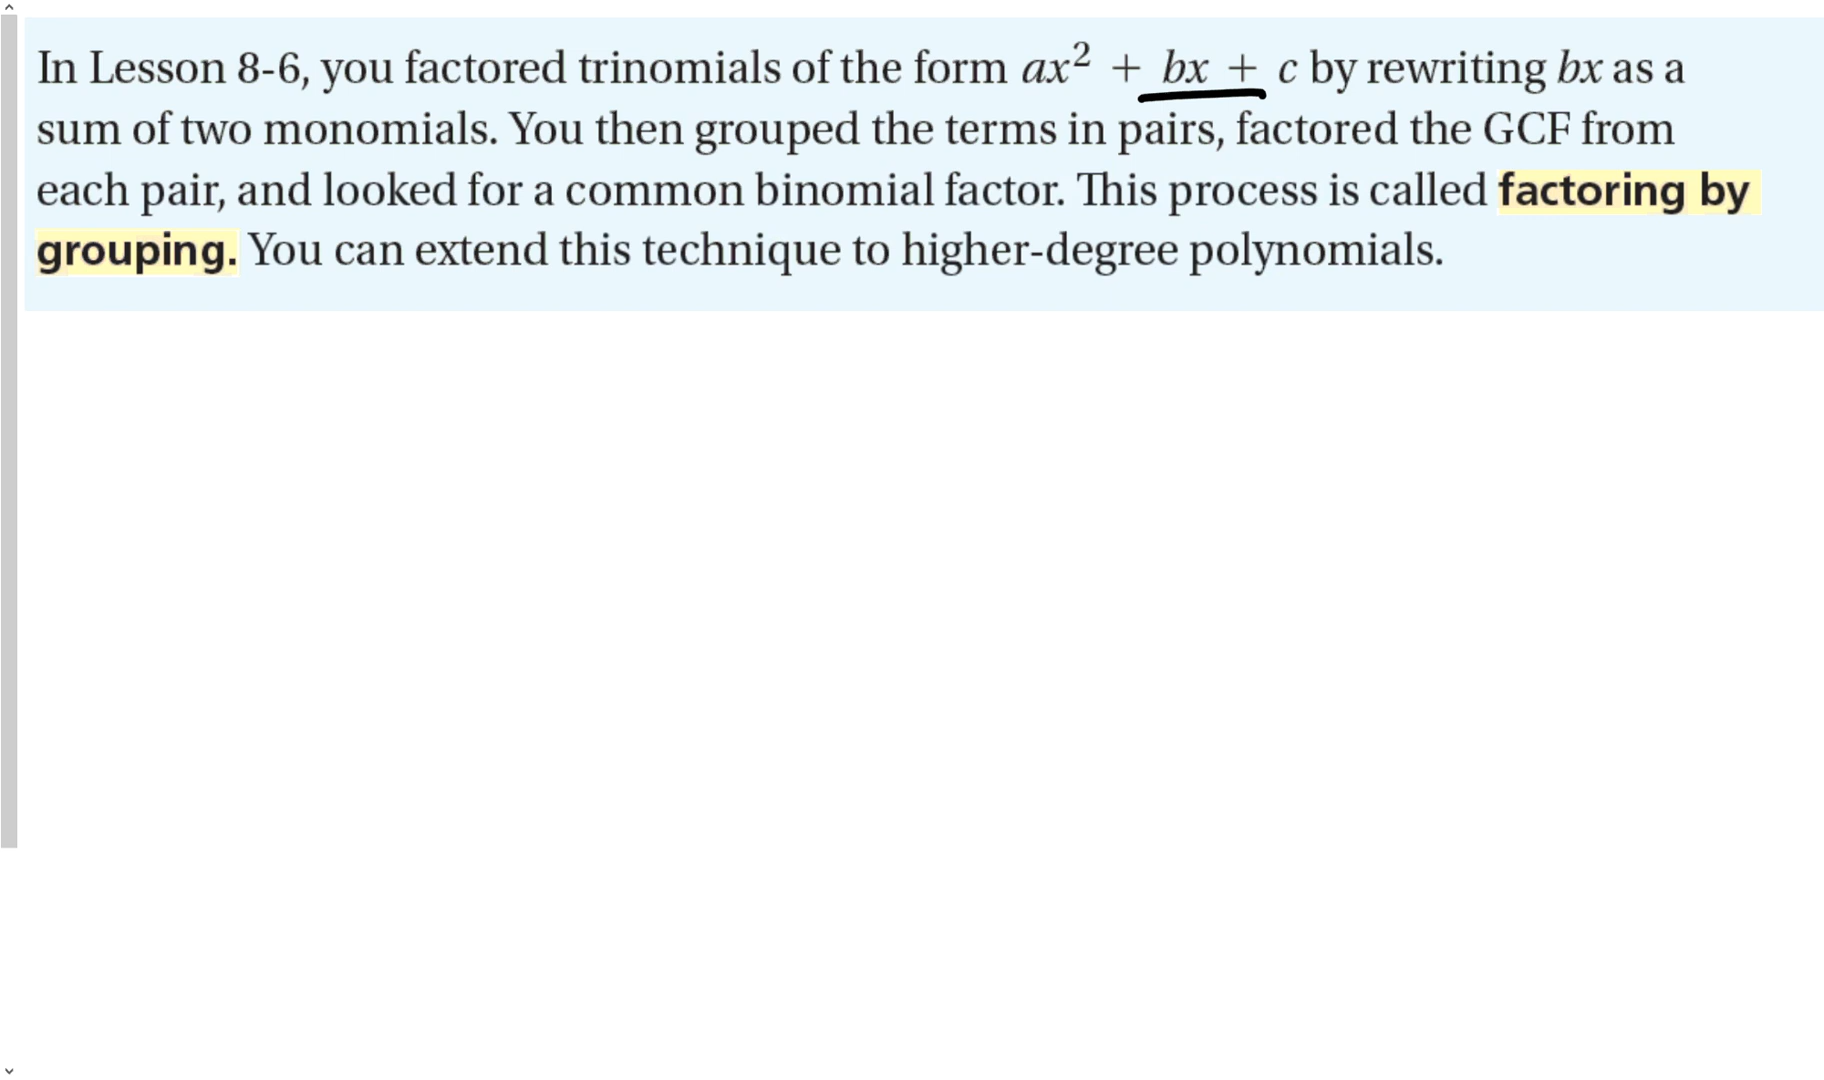 In Lesson 8-6, you factored trinomials of the form ax² + bx + c by rewriting bx as a
sum of two monomials. You then grouped the terms in pairs, factored the GCF from
each pair, and looked for a common binomial factor. This process is called factoring by
grouping. You can extend this technique to higher-degree polynomials.